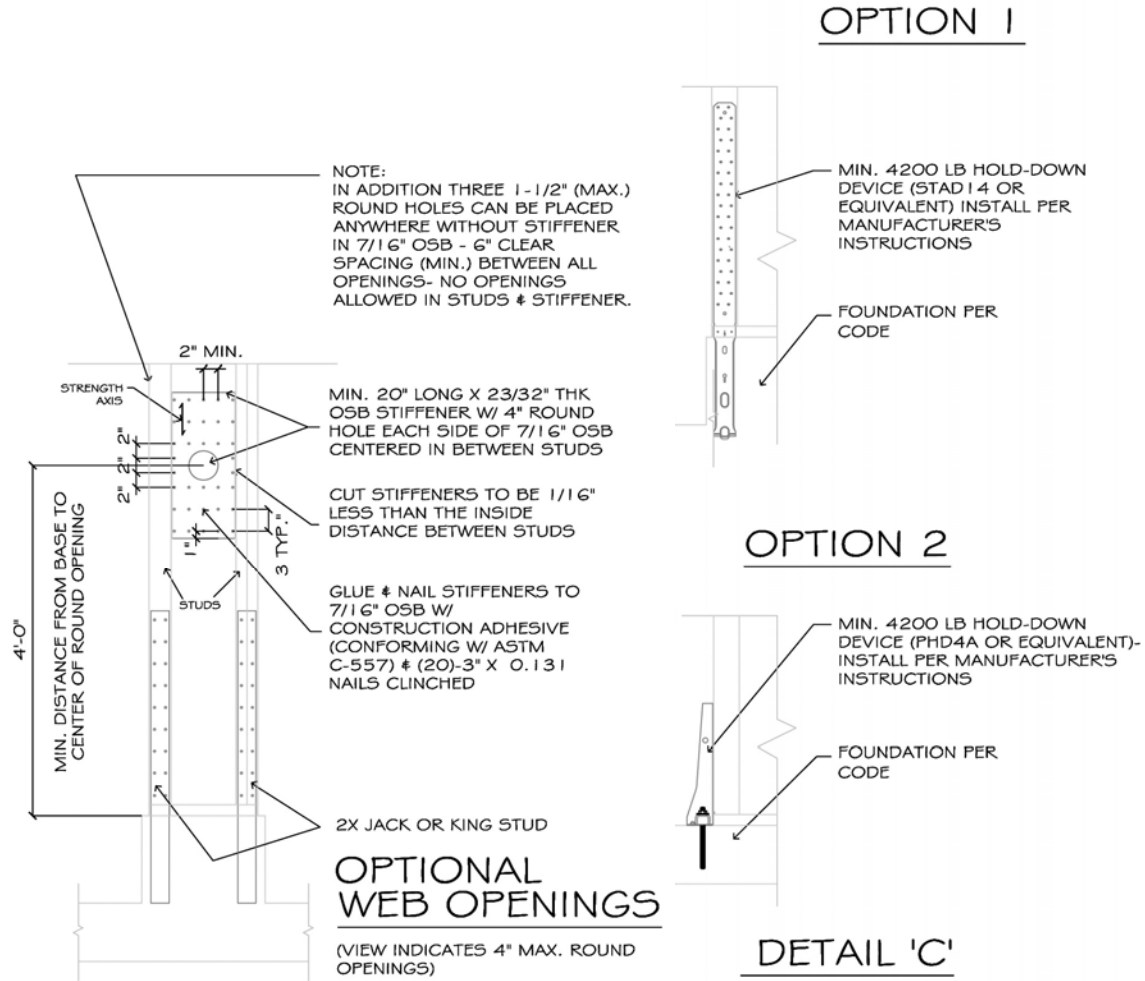 OPTION 1
NOTE:
IN ADDITION THREE 1-1/2" (MAX.)
ROUND HOLES CAN BE PLACED
ANYWHERE WITHOUT STIFFENER
IN 7/16" OSB - 6" CLEAR
SPACING (MIN.) BETWEEN ALL
OPENINGS- NO OPENINGS
ALLOWED IN STUDS & STIFFENER.
MIN. 4200 LB HOLD-DOWN
DEVICE (STAD14 OR
EQUIVALENT) INSTALL PER
MANUFACTURER'S
INSTRUCTIONS
FOUNDATION PER
CODE
2" MIN.
STRENGTH
AXIS
MIN. 20" LONG X 23/32" THK
OSB STIFFENER W/ 4" ROUND
HOLE EACH SIDE OF 7/16" OSB
CENTERED IN BETWEEN STUDS
2"
2"
2"
CUT STIFFENERS TO BE 1/16"
LESS THAN THE INSIDE
DISTANCE BETWEEN STUDS
1"
3 TYP."
STUDS
4'-0"
MIN. DISTANCE FROM BASE TO
CENTER OF ROUND OPENING
GLUE & NAIL STIFFENERS TO
7/16" OSB W/
CONSTRUCTION ADHESIVE
(CONFORMING W/ ASTM
C-557) & (20)-3" X 0.131
NAILS CLINCHED
2X JACK OR KING STUD
OPTIONAL
WEB OPENINGS
(VIEW INDICATES 4" MAX. ROUND
OPENINGS)
OPTION 2
MIN. 4200 LB HOLD-DOWN
DEVICE (PHD4A OR EQUIVALENT)-
INSTALL PER MANUFACTURER'S
INSTRUCTIONS
FOUNDATION PER
CODE
DETAIL 'C'